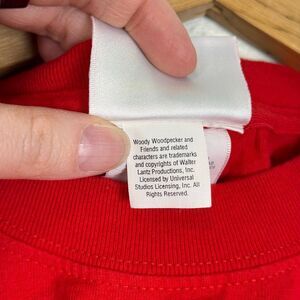 Woody Woodpecker and
Friends and related
characters are trademarks
and copyrights of Walter
Lantz Productions, Inc.
Licensed by Universal
Studios Licensing, Inc. All
Rights Reserved.